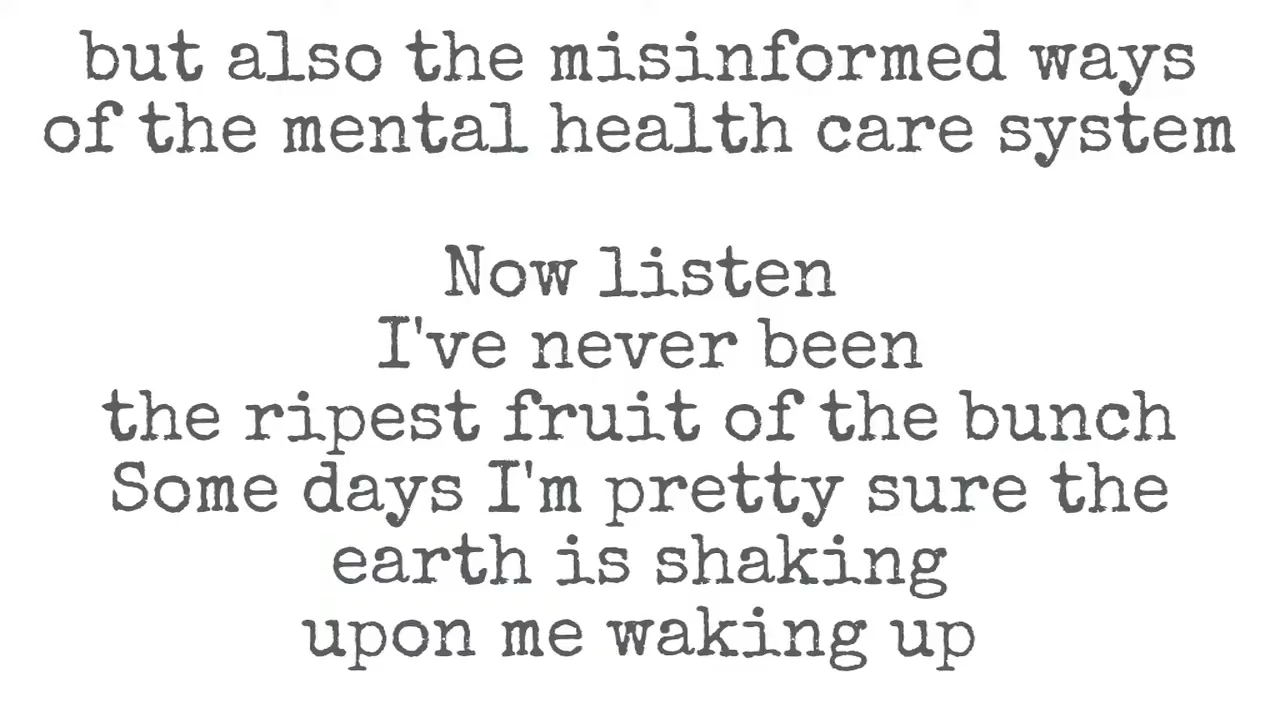 but also the misinformed ways
of the mental health care system
Now listen
I've never been
the ripest fruit of the bunch
Some days I'm pretty sure the
earth is shaking
upon me waking up